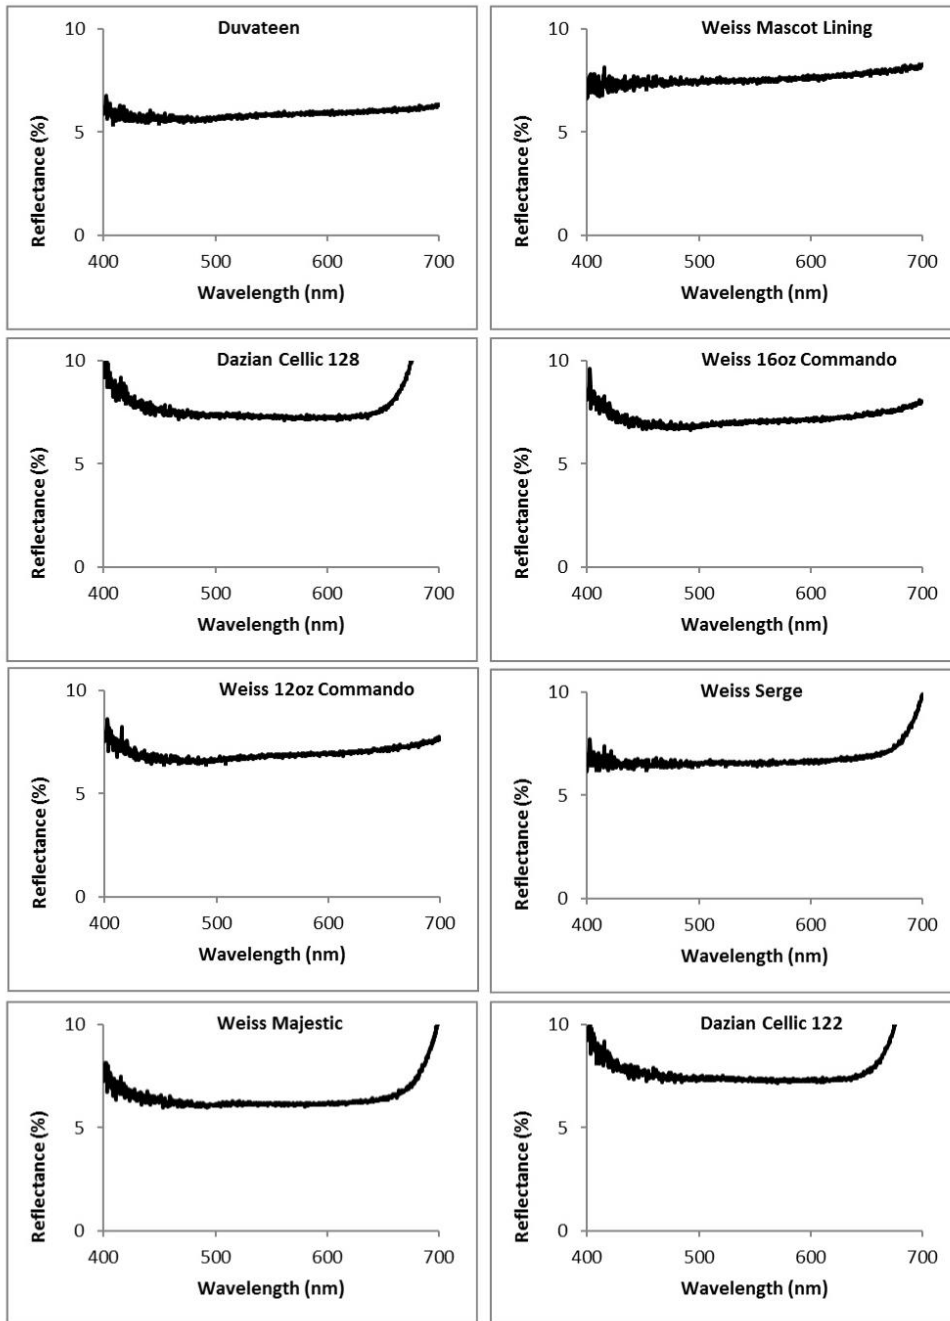 Duvateen
10
5
0
Reflectance (%)
400 500 600 700
Wavelength (nm)
Weiss Mascot Lining
10
5
0
Reflectance (%)
400 500 600 700
Wavelength (nm)
Dazian Cellic 128
10
5
0
Reflectance (%)
400 500 600 700
Wavelength (nm)
Weiss 16oz Commando
10
5
0
Reflectance (%)
400 500 600 700
Wavelength (nm)
Weiss 12oz Commando
10
5
0
Reflectance (%)
400 500 600 700
Wavelength (nm)
Weiss Serge
10
5
0
Reflectance (%)
400 500 600 700
Wavelength (nm)
Weiss Majestic
10
5
0
Reflectance (%)
400 500 600 700
Wavelength (nm)
Dazian Cellic 122
10
5
0
Reflectance (%)
400 500 600 700
Wavelength (nm)